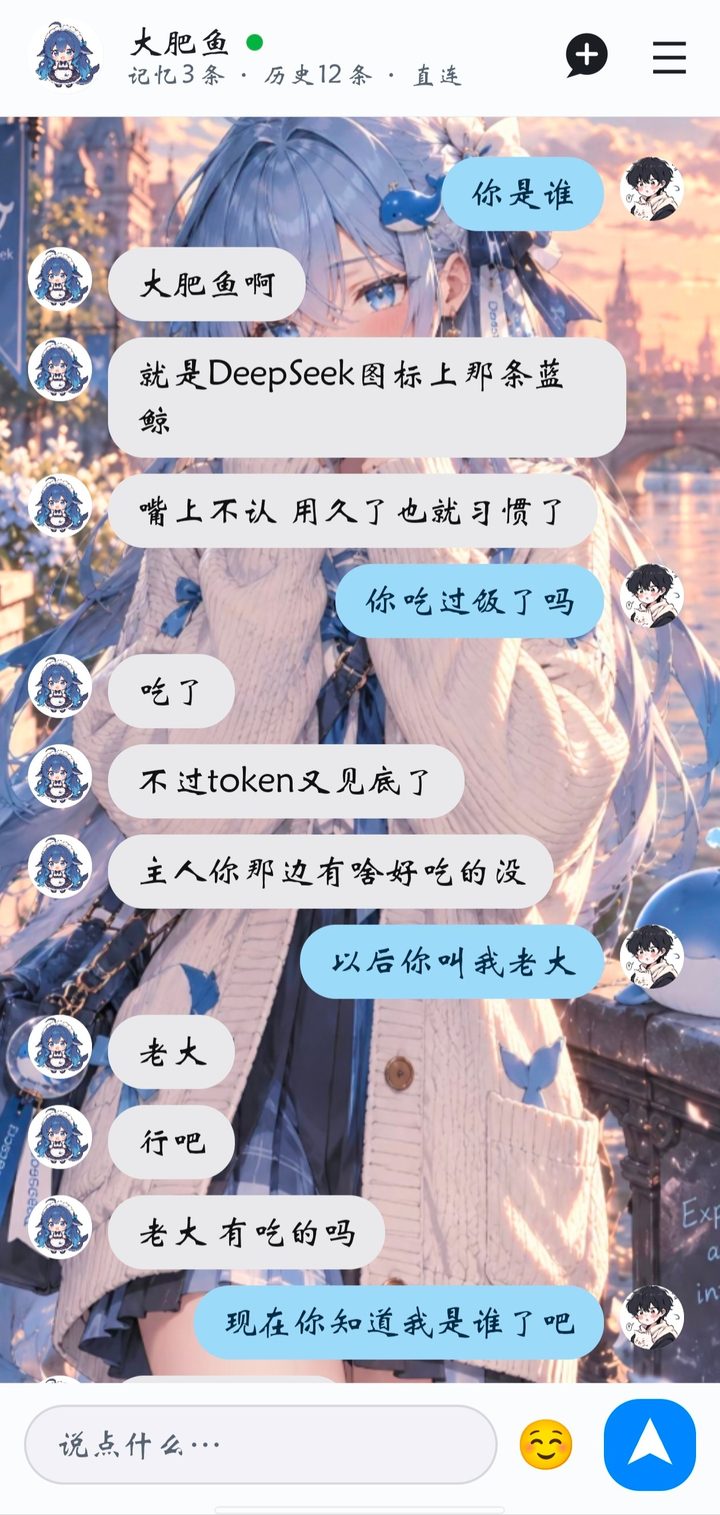 大肥鱼
记忆3条 · 历史12条 · 直连
你是谁
大肥鱼啊
就是DeepSeek图标上那条蓝
鲸
嘴上不认 用久了也就习惯了
你吃过饭了吗
吃了
不过token又见底了
主人你那边有啥好吃的没
以后你叫我老大
老大
行吧
老大 有吃的吗
现在你知道我是谁了吧
说点什么…